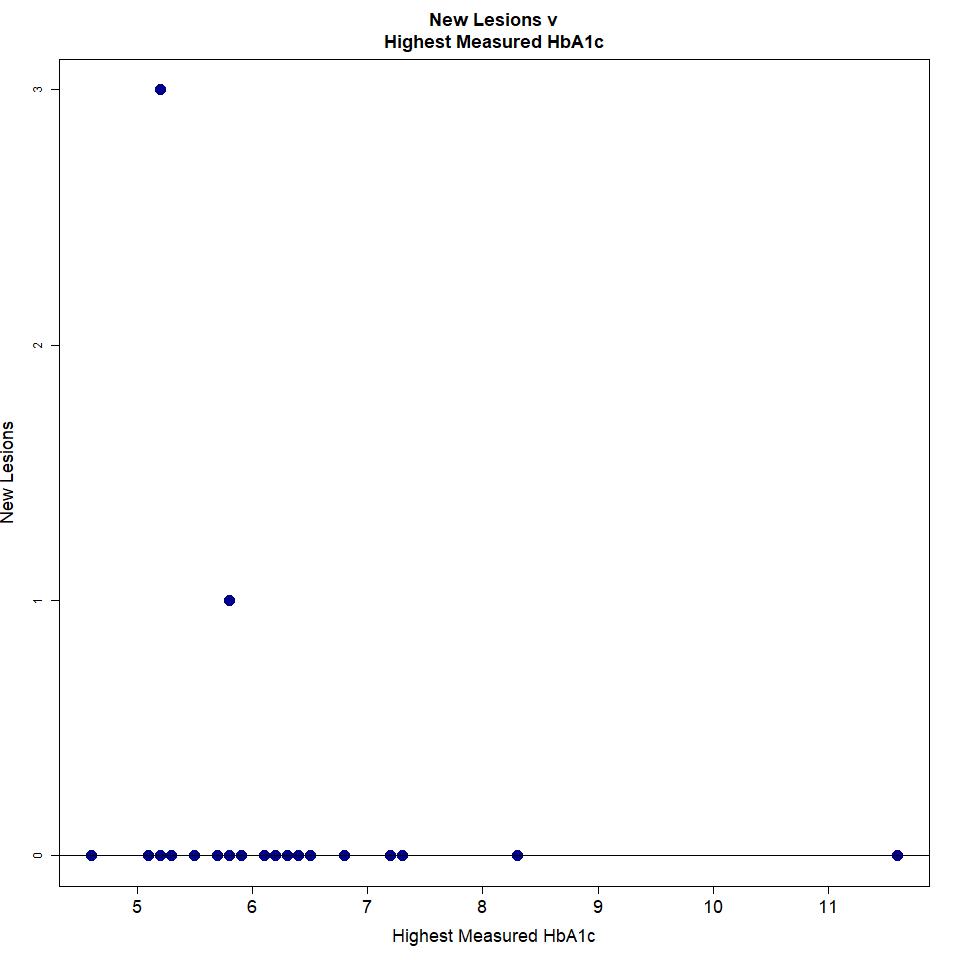 New Lesions v
Highest Measured HbA1c
3
2
1
0
New Lesions
5 6 7 8 9 10 11
Highest Measured HbA1c